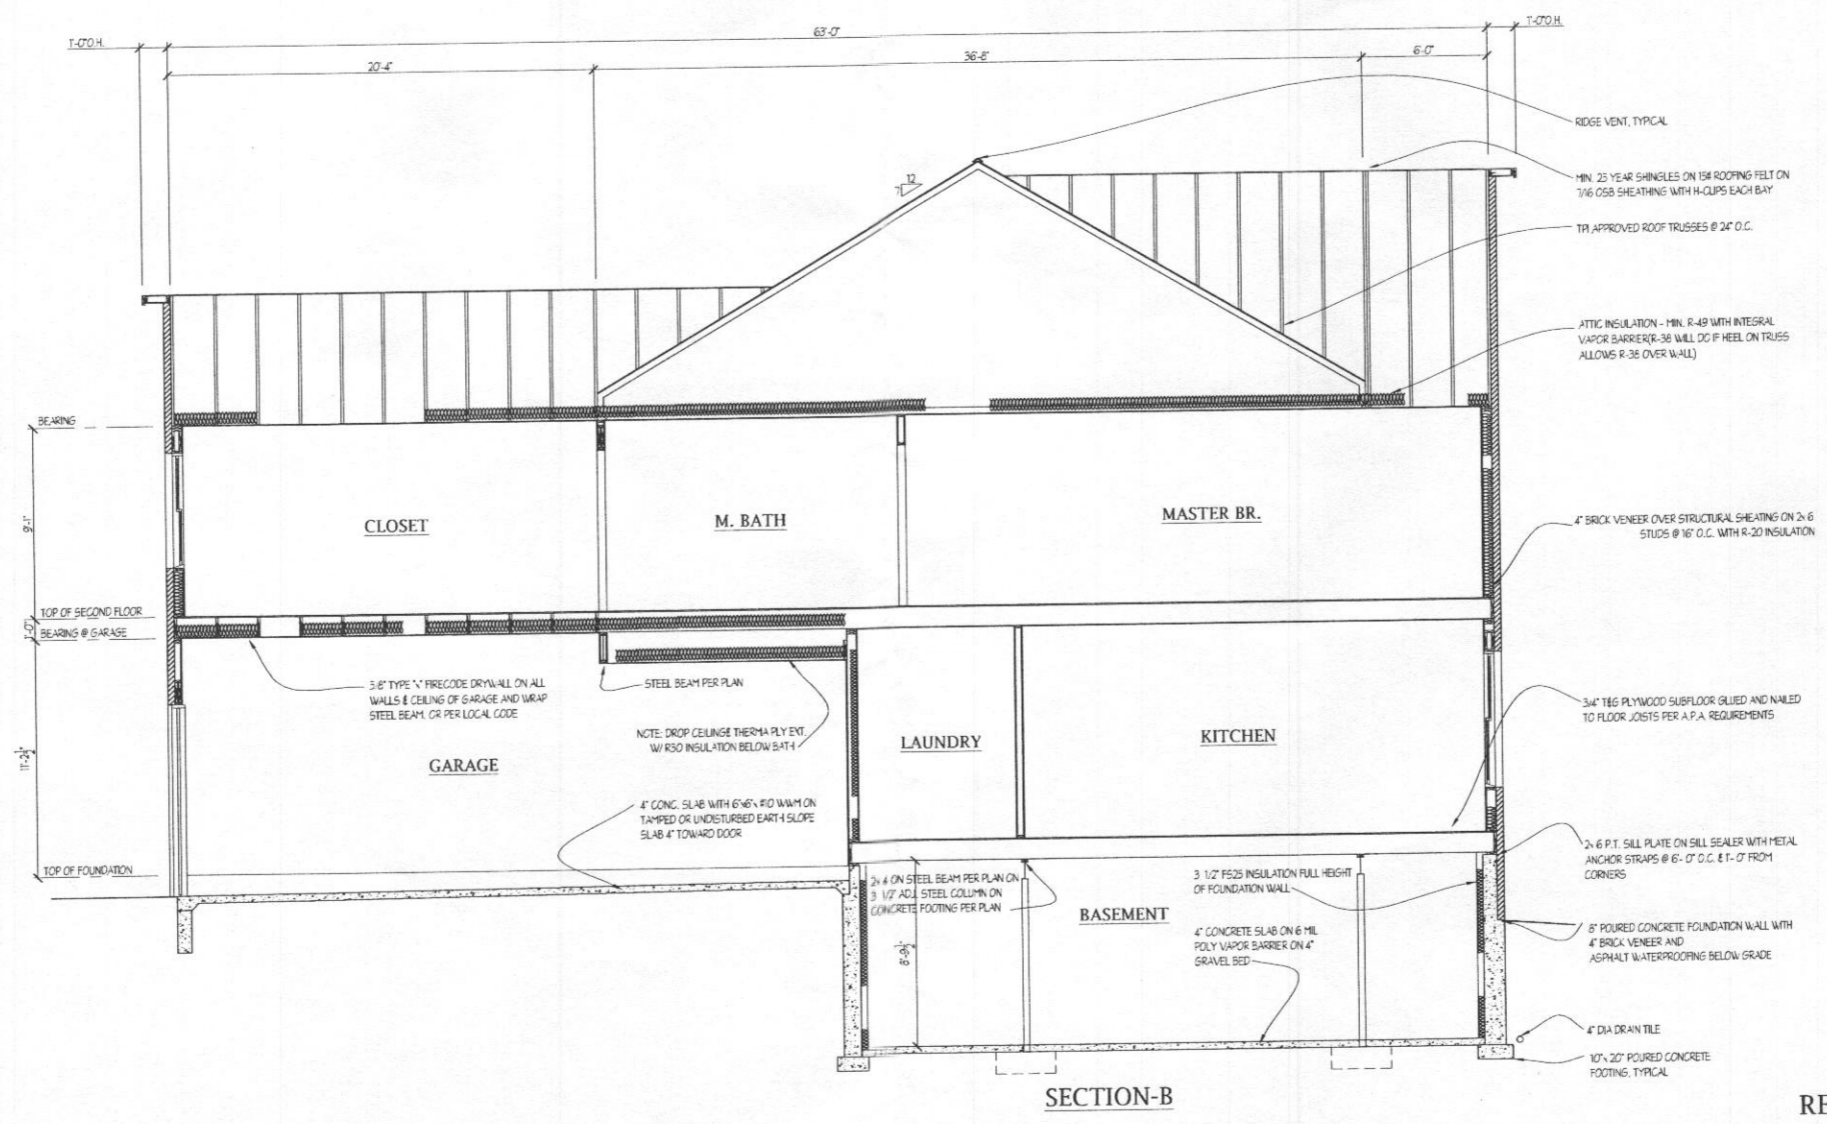 1'-0" O.H.
63'-0"
1'-0" O.H.
20'-4"
36'-8"
6'-0"
RIDGE VENT, TYPICAL
12
7
MIN. 25 YEAR SHINGLES ON 15# ROOFING FELT ON
7/16 OSB SHEATHING WITH H-CLIPS EACH BAY
TPI APPROVED ROOF TRUSSES @ 24" O.C.
ATTIC INSULATION - MIN. R-49 WITH INTEGRAL
VAPOR BARRIER(R-38 WILL DO IF HEEL ON TRUSS
ALLOWS R-38 OVER WALL)
BEARING
9'-1"
CLOSET
M. BATH
MASTER BR.
4" BRICK VENEER OVER STRUCTURAL SHEATING ON 2x6
STUDS @ 16" O.C. WITH R-20 INSULATION
TOP OF SECOND FLOOR
1'-0"
BEARING @ GARAGE
5/8" TYPE "x" FIRECODE DRYWALL ON ALL
WALLS & CEILING OF GARAGE AND WRAP
STEEL BEAM. OR PER LOCAL CODE
STEEL BEAM PER PLAN
NOTE: DROP CEILING& THERMA PLY EXT.
W/ R30 INSULATION BELOW BATH
3/4" T&G PLYWOOD SUBFLOOR GLUED AND NAILED
TO FLOOR JOISTS PER A.P.A. REQUIREMENTS
11'-2 1/2"
GARAGE
LAUNDRY
KITCHEN
4" CONC. SLAB WITH 6"x6"x #10 WWM ON
TAMPED OR UNDISTURBED EARTH SLOPE
SLAB 4" TOWARD DOOR
2x 6 P.T. SILL PLATE ON SILL SEALER WITH METAL
ANCHOR STRAPS @ 6'- 0" O.C. & 1'- 0" FROM
CORNERS
TOP OF FOUNDATION
2x 6 ON STEEL BEAM PER PLAN ON
3 1/2" ADJ. STEEL COLUMN ON
CONCRETE FOOTING PER PLAN
3 1/2" FS25 INSULATION FULL HEIGHT
OF FOUNDATION WALL
BASEMENT
8'-9 1/2"
4" CONCRETE SLAB ON 6 MIL
POLY VAPOR BARRIER ON 4"
GRAVEL BED
8" POURED CONCRETE FOUNDATION WALL WITH
4" BRICK VENEER AND
ASPHALT WATERPROOFING BELOW GRADE
4" DIA DRAIN TILE
10"x 20" POURED CONCRETE
FOOTING, TYPICAL
SECTION-B
RE